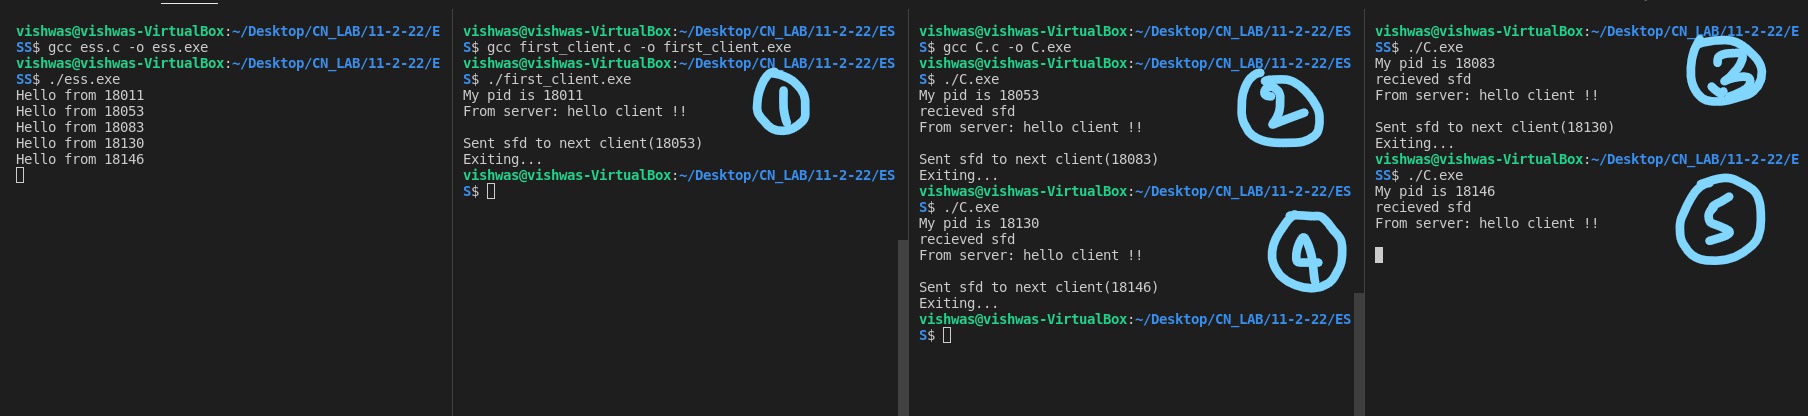 vishwas@vishwas-VirtualBox:~/Desktop/CN_LAB/11-2-22/E
SS$ gcc ess.c -o ess.exe
vishwas@vishwas-VirtualBox:~/Desktop/CN_LAB/11-2-22/E
SS$ ./ess.exe
Hello from 18011
Hello from 18053
Hello from 18083
Hello from 18130
Hello from 18146
vishwas@vishwas-VirtualBox:~/Desktop/CN_LAB/11-2-22/ES
S$ gcc first_client.c -o first_client.exe
vishwas@vishwas-VirtualBox:~/Desktop/CN_LAB/11-2-22/ES
S$ ./first_client.exe
My pid is 18011
From server: hello client !!
Sent sfd to next client(18053)
Exiting...
vishwas@vishwas-VirtualBox:~/Desktop/CN_LAB/11-2-22/ES
S$
1
vishwas@vishwas-VirtualBox:~/Desktop/CN_LAB/11-2-22/ES
S$ gcc C.c -o C.exe
vishwas@vishwas-VirtualBox:~/Desktop/CN_LAB/11-2-22/ES
S$ ./C.exe
My pid is 18053
recieved sfd
From server: hello client !!
2
Sent sfd to next client(18083)
Exiting...
vishwas@vishwas-VirtualBox:~/Desktop/CN_LAB/11-2-22/ES
S$ ./C.exe
My pid is 18130
recieved sfd
From server: hello client !!
4
Sent sfd to next client(18146)
Exiting...
vishwas@vishwas-VirtualBox:~/Desktop/CN_LAB/11-2-22/ES
S$
vishwas@vishwas-VirtualBox:~/Desktop/CN_LAB/11-2-22/E
SS$ ./C.exe
My pid is 18083
recieved sfd
From server: hello client !!
3
Sent sfd to next client(18130)
Exiting...
vishwas@vishwas-VirtualBox:~/Desktop/CN_LAB/11-2-22/E
SS$ ./C.exe
My pid is 18146
recieved sfd
From server: hello client !!
5